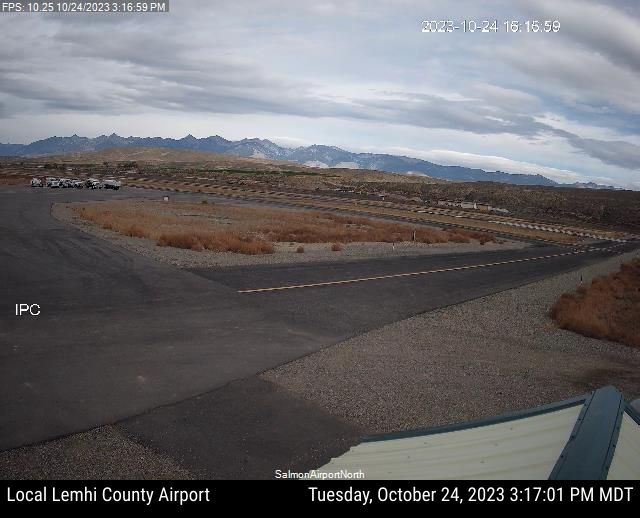 FPS: 10.25 10/24/2023 3:16:59 PM
2023-10-24 15:15:59
IPC
SalmonAirportNorth
Local Lemhi County Airport
Tuesday, October 24, 2023 3:17:01 PM MDT